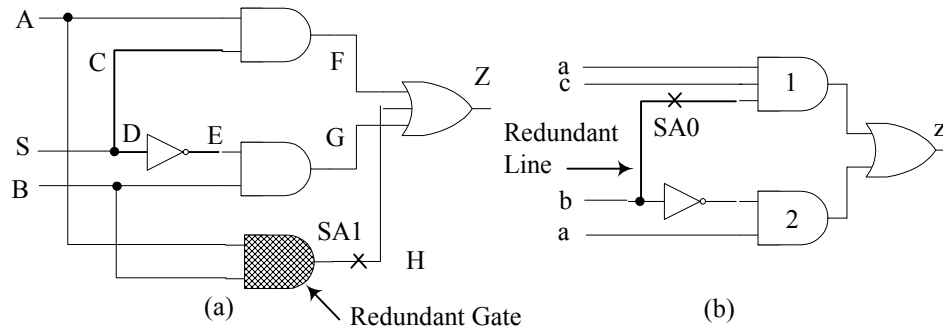 A
C
F
Z
S
D
E
G
B
SA1
H
(a)
Redundant Gate
a
c
1
SA0
Redundant
Line
z
b
2
a
(b)